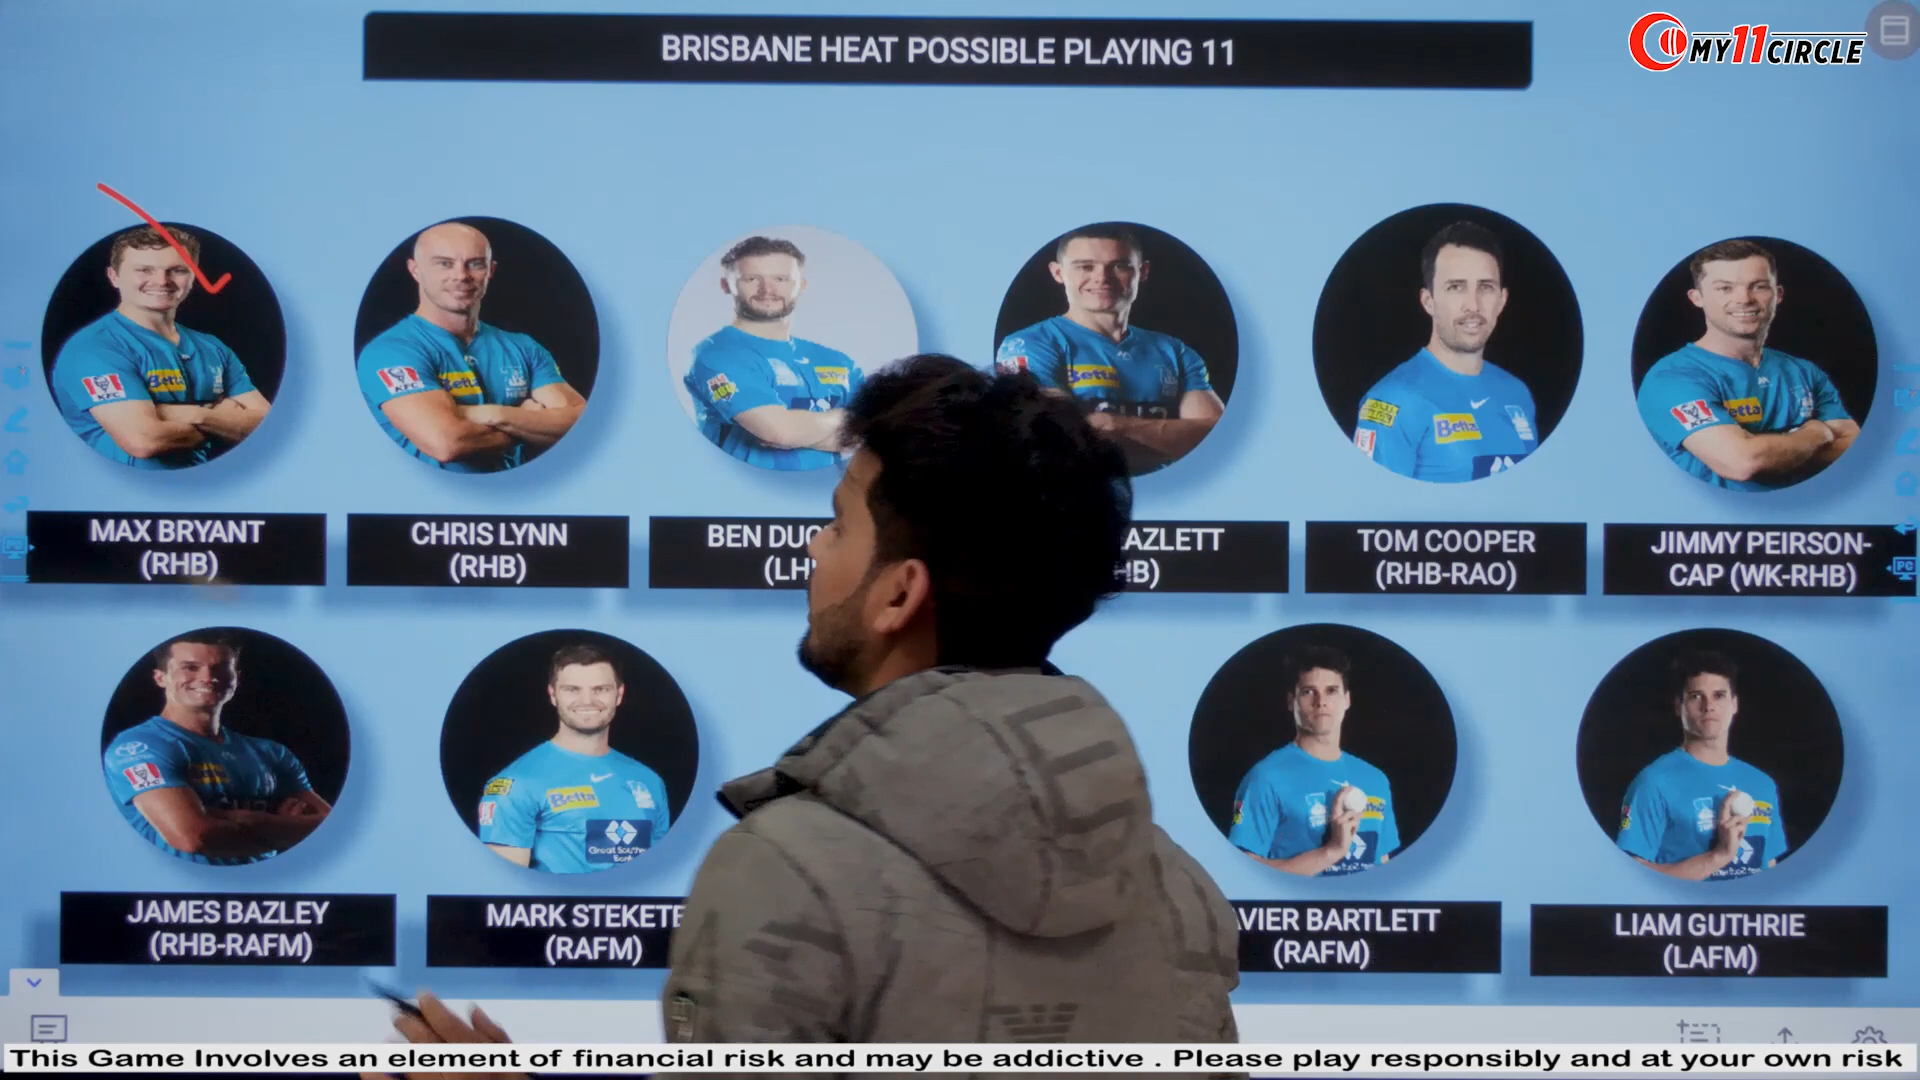 BRISBANE HEAT POSSIBLE PLAYING 11
MY11CIRCLE
MAX BRYANT
(RHB)
CHRIS LYNN
(RHB)
BEN
TOM COOPER
(RHB-RAO)
JIMMY PEIRSON-
CAP (WK-RHB)
JAMES BAZLEY
(RHB-RAFM)
MARK
(RAFM)
BARTLETT
(RAFM)
LIAM GUTHRIE
(LAFM)
This Game Involves an element of financial risk and may be addictive . Please play responsibly and at your own risk